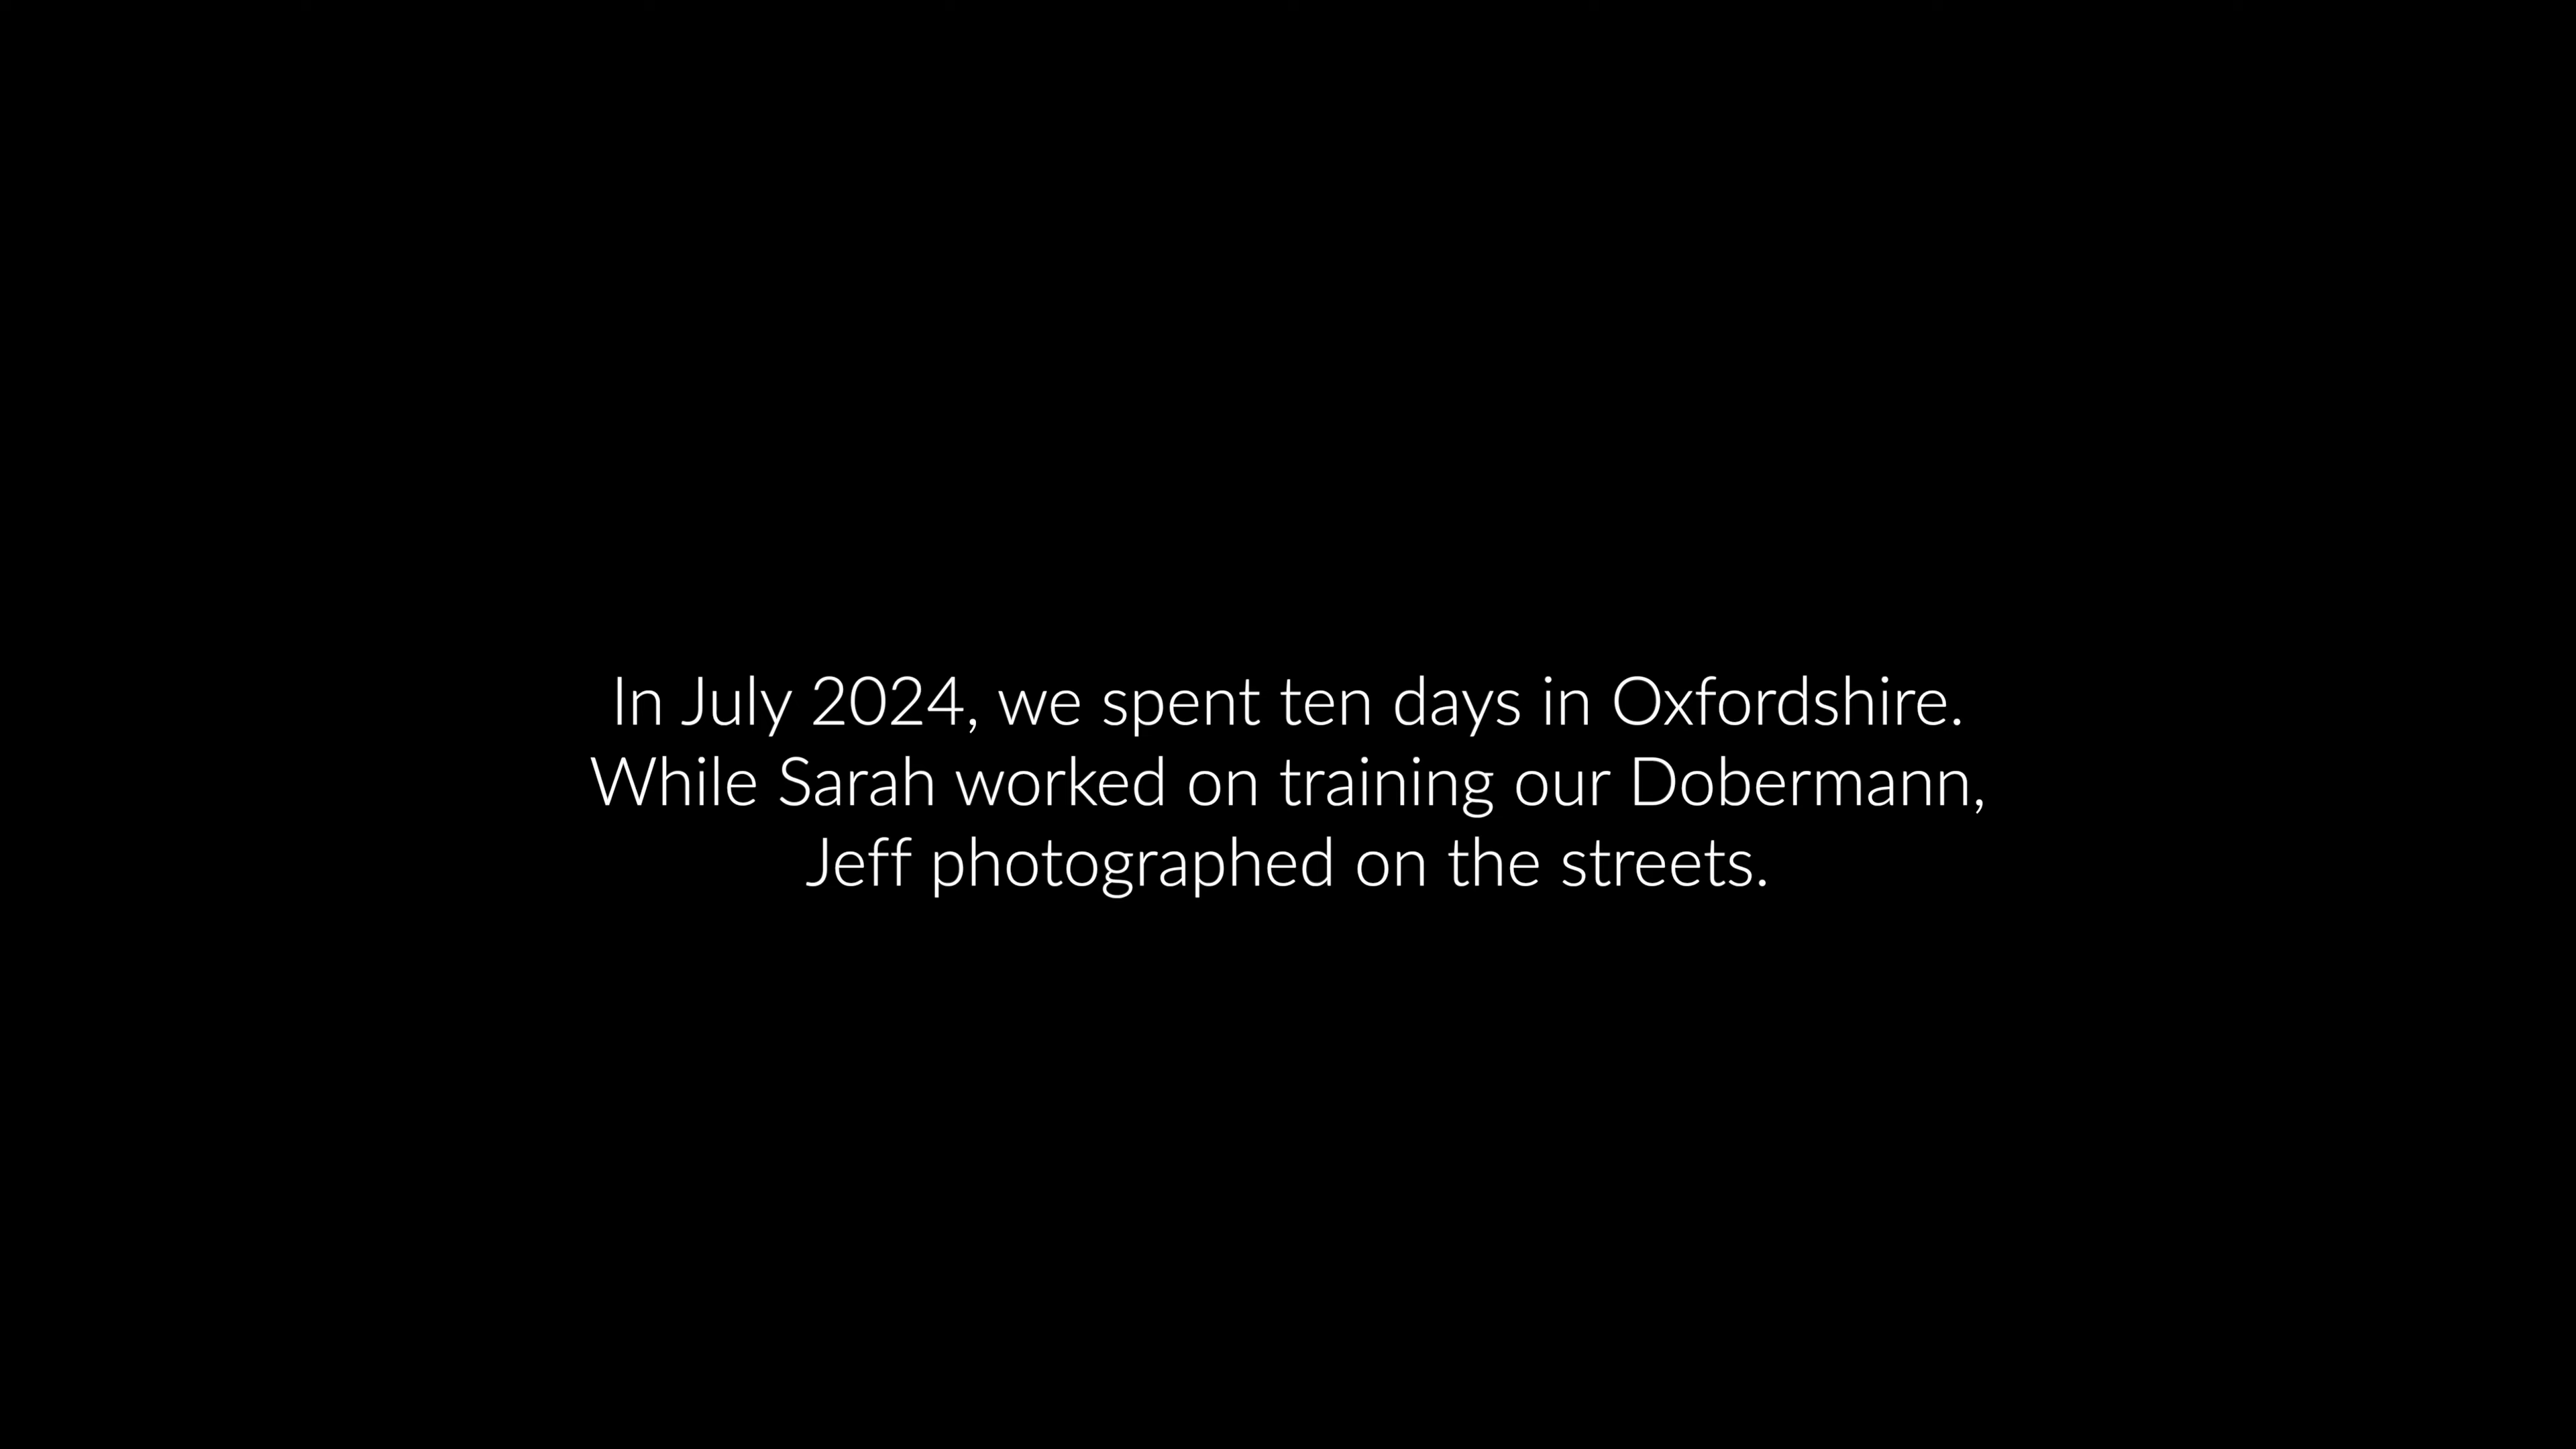 In July 2024, we spent ten days in Oxfordshire.
While Sarah worked on training our Dobermann,
Jeff photographed on the streets.